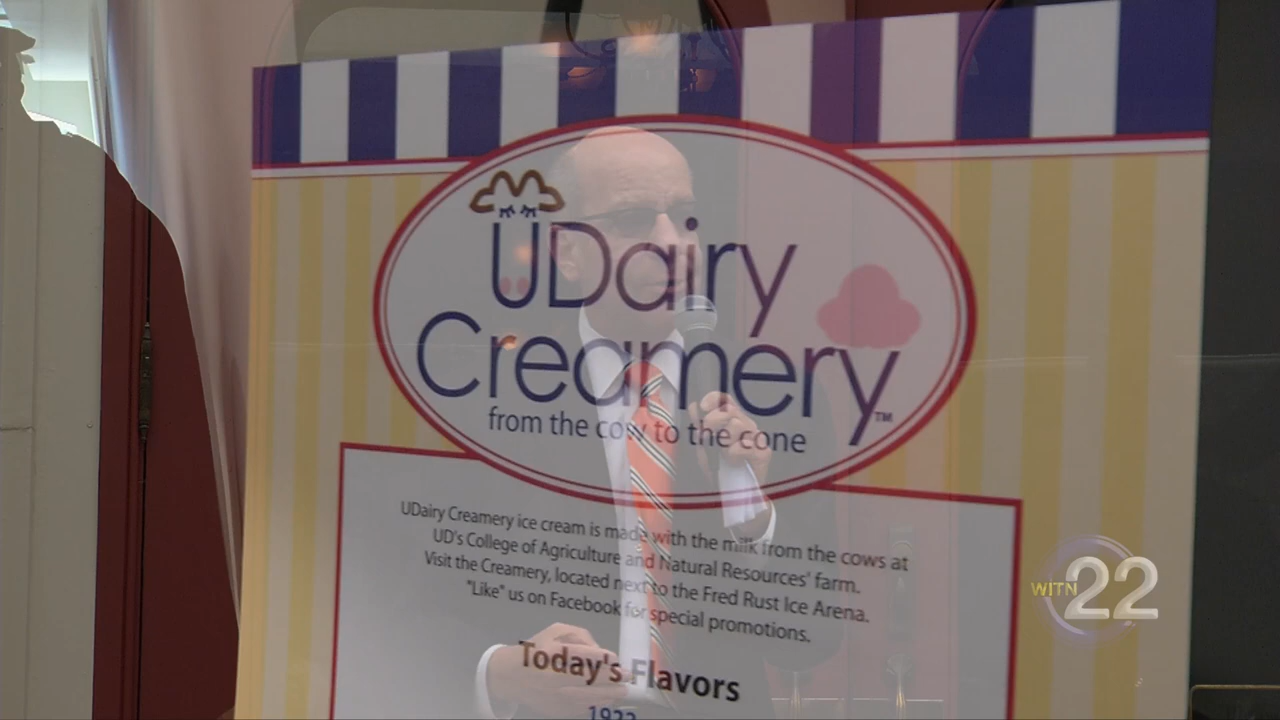 UDairy
Creamery™
from the cow to the cone
UDairy Creamery ice cream is made with the milk from the cows at
UD's College of Agriculture and Natural Resources' farm.
Visit the Creamery, located next to the Fred Rust Ice Arena.
"Like" us on Facebook for special promotions.
Today's Flavors
1923
WITN 22